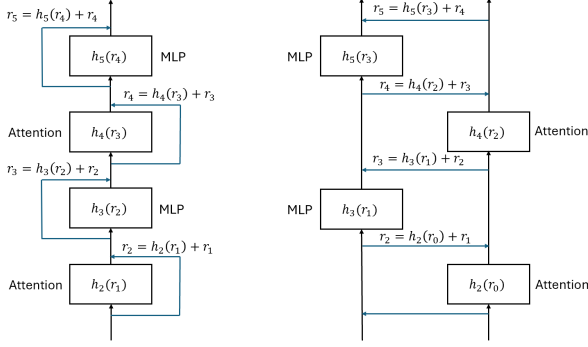 r₅ = h₅(r₄) + r₄
h₅(r₄)
MLP
r₄ = h₄(r₃) + r₃
Attention
h₄(r₃)
r₃ = h₃(r₂) + r₂
h₃(r₂)
MLP
r₂ = h₂(r₁) + r₁
Attention
h₂(r₁)
r₅ = h₅(r₃) + r₄
MLP
h₅(r₃)
r₄ = h₄(r₂) + r₃
h₄(r₂)
Attention
r₃ = h₃(r₁) + r₂
MLP
h₃(r₁)
r₂ = h₂(r₀) + r₁
h₂(r₀)
Attention